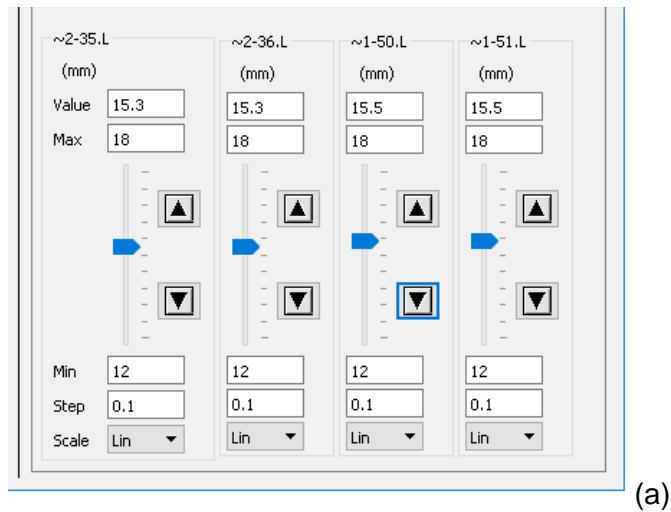 ~2-35.L ~2-36.L ~1-50.L ~1-51.L
(mm) (mm) (mm) (mm)
Value 15.3 15.3 15.5 15.5
Max 18 18 18 18
Min 12 12 12 12
Step 0.1 0.1 0.1 0.1
Scale Lin Lin Lin Lin
(a)